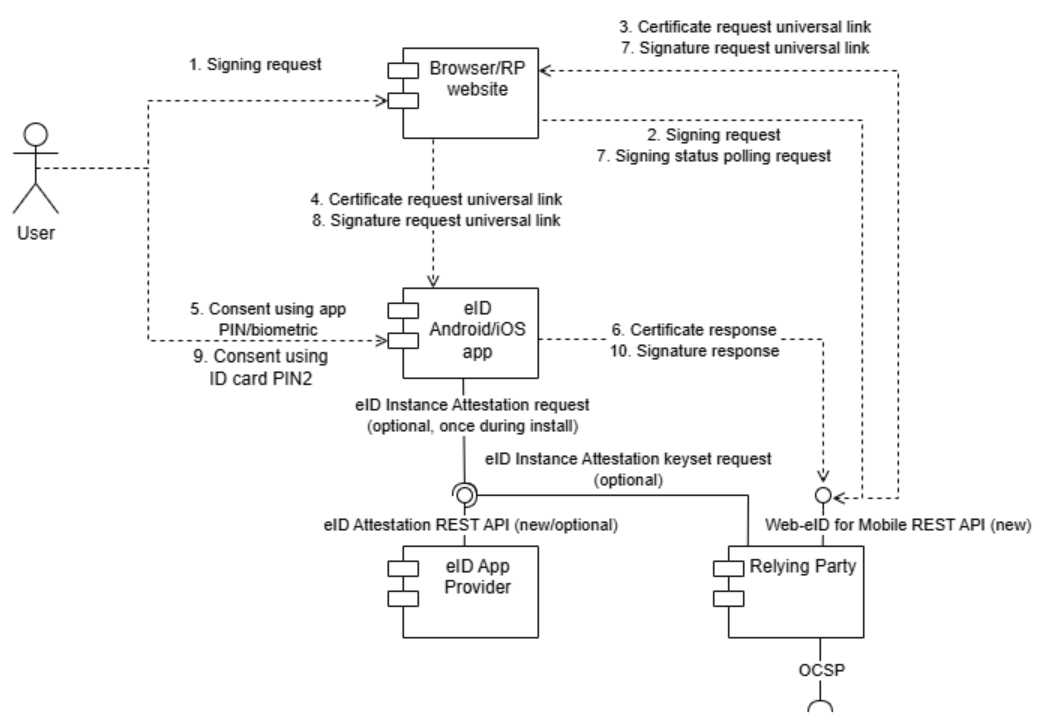 3. Certificate request universal link
7. Signature request universal link
1. Signing request
Browser/RP
website
2. Signing request
7. Signing status polling request
User
4. Certificate request universal link
8. Signature request universal link
5. Consent using app
PIN/biometric
9. Consent using
ID card PIN2
eID
Android/iOS
app
6. Certificate response
10. Signature response
eID Instance Attestation request
(optional, once during install)
eID Instance Attestation keyset request
(optional)
eID Attestation REST API (new/optional)
Web-eID for Mobile REST API (new)
eID App
Provider
Relying Party
OCSP